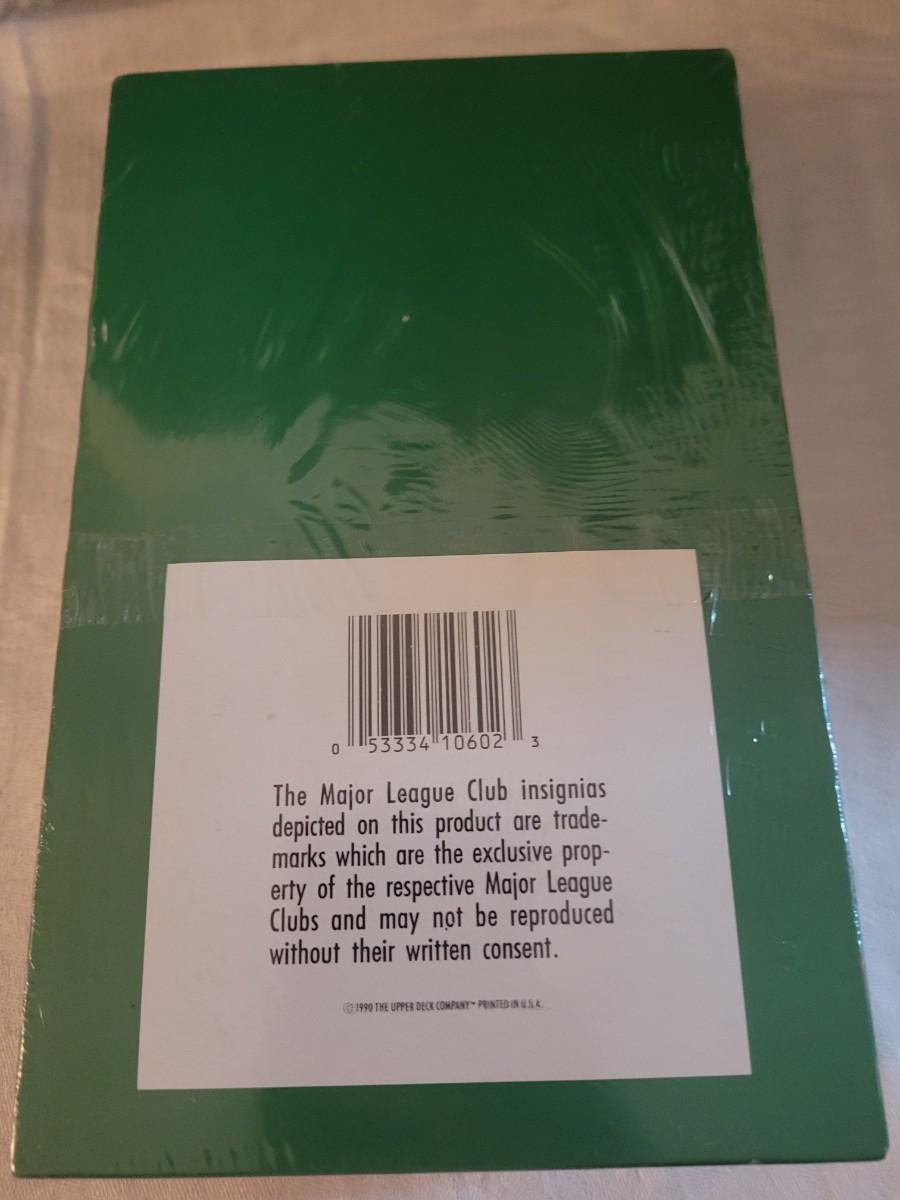 0 53334 10602 3
The Major League Club insignias
depicted on this product are trade-
marks which are the exclusive prop-
erty of the respective Major League
Clubs and may not be reproduced
without their written consent.
© 1990 THE UPPER DECK COMPANY™ PRINTED IN U.S.A.